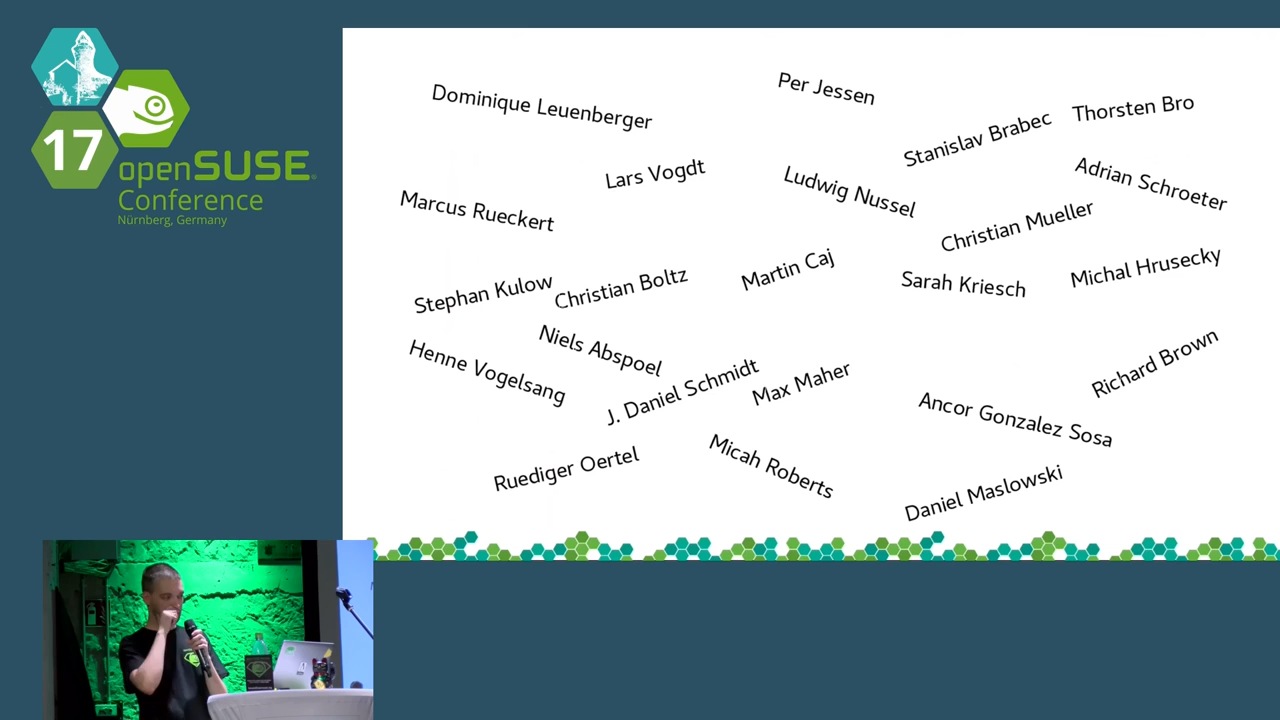 17
openSUSE
Conference
Nürnberg, Germany
Dominique Leuenberger
Per Jessen
Stanislav Brabec
Thorsten Bro
Lars Vogdt
Ludwig Nussel
Adrian Schroeter
Marcus Rueckert
Christian Mueller
Stephan Kulow
Christian Boltz
Martin Caj
Sarah Kriesch
Michal Hrusecky
Niels Abspoel
Henne Vogelsang
J. Daniel Schmidt
Max Maher
Richard Brown
Ancor Gonzalez Sosa
Ruediger Oertel
Micah Roberts
Daniel Maslowski